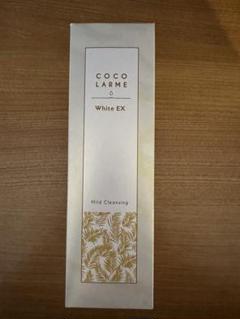 COCO
LARME
White EX
Mild Cleansing